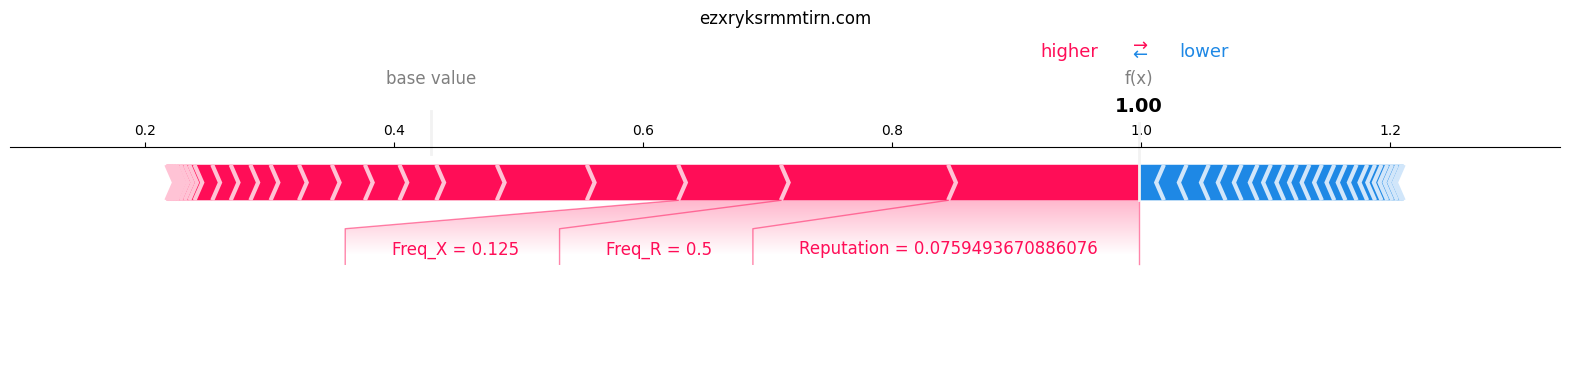 ezxryksrmmtirn.com
higher → ← lower
base value f(x)
1.00
0.2 0.4 0.6 0.8 1.0 1.2
Freq_X = 0.125 Freq_R = 0.5 Reputation = 0.0759493670886076